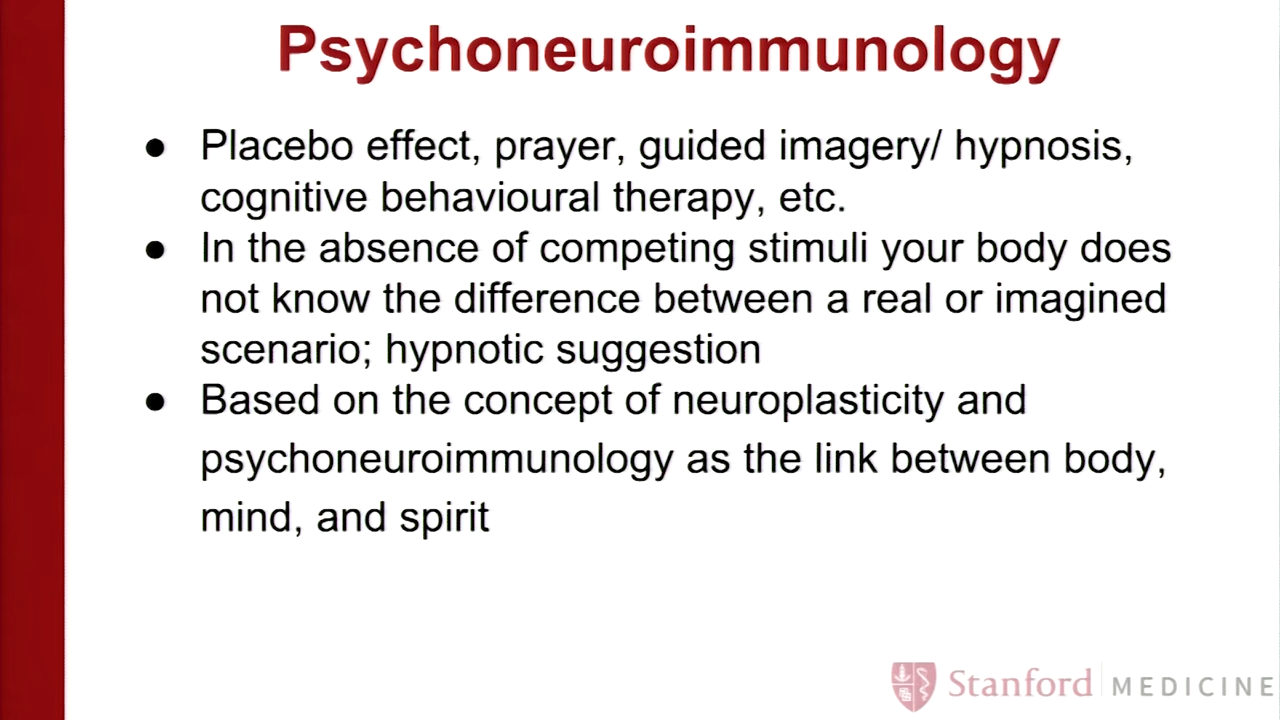 Psychoneuroimmunology
● Placebo effect, prayer, guided imagery/ hypnosis,
cognitive behavioural therapy, etc.
● In the absence of competing stimuli your body does
not know the difference between a real or imagined
scenario; hypnotic suggestion
● Based on the concept of neuroplasticity and
psychoneuroimmunology as the link between body,
mind, and spirit
Stanford MEDICINE